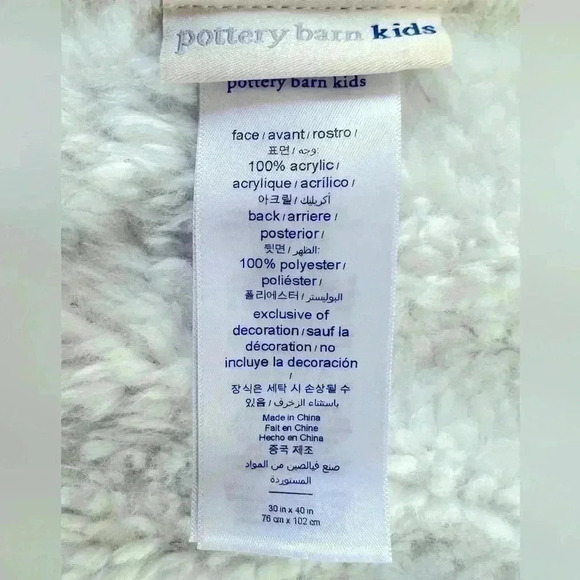 pottery barn kids
pottery barn kids
face / avant / rostro /
표면 / وجه:
100% acrylic /
acrylique / acrílico /
아크릴 / أكريليك
back / arriere /
posterior /
뒷면 / الظهر:
100% polyester /
poliéster /
폴리에스터 / البوليستر
exclusive of
decoration / sauf la
décoration / no
incluye la decoración
/
장식은 세탁 시 손상될 수
있음 / باستثناء الزخرف
Made in China
Fait en Chine
Hecho en China
중국 제조
صنع فيالصين من المواد
المستوردة
30 in x 40 in
76 cm x 102 cm